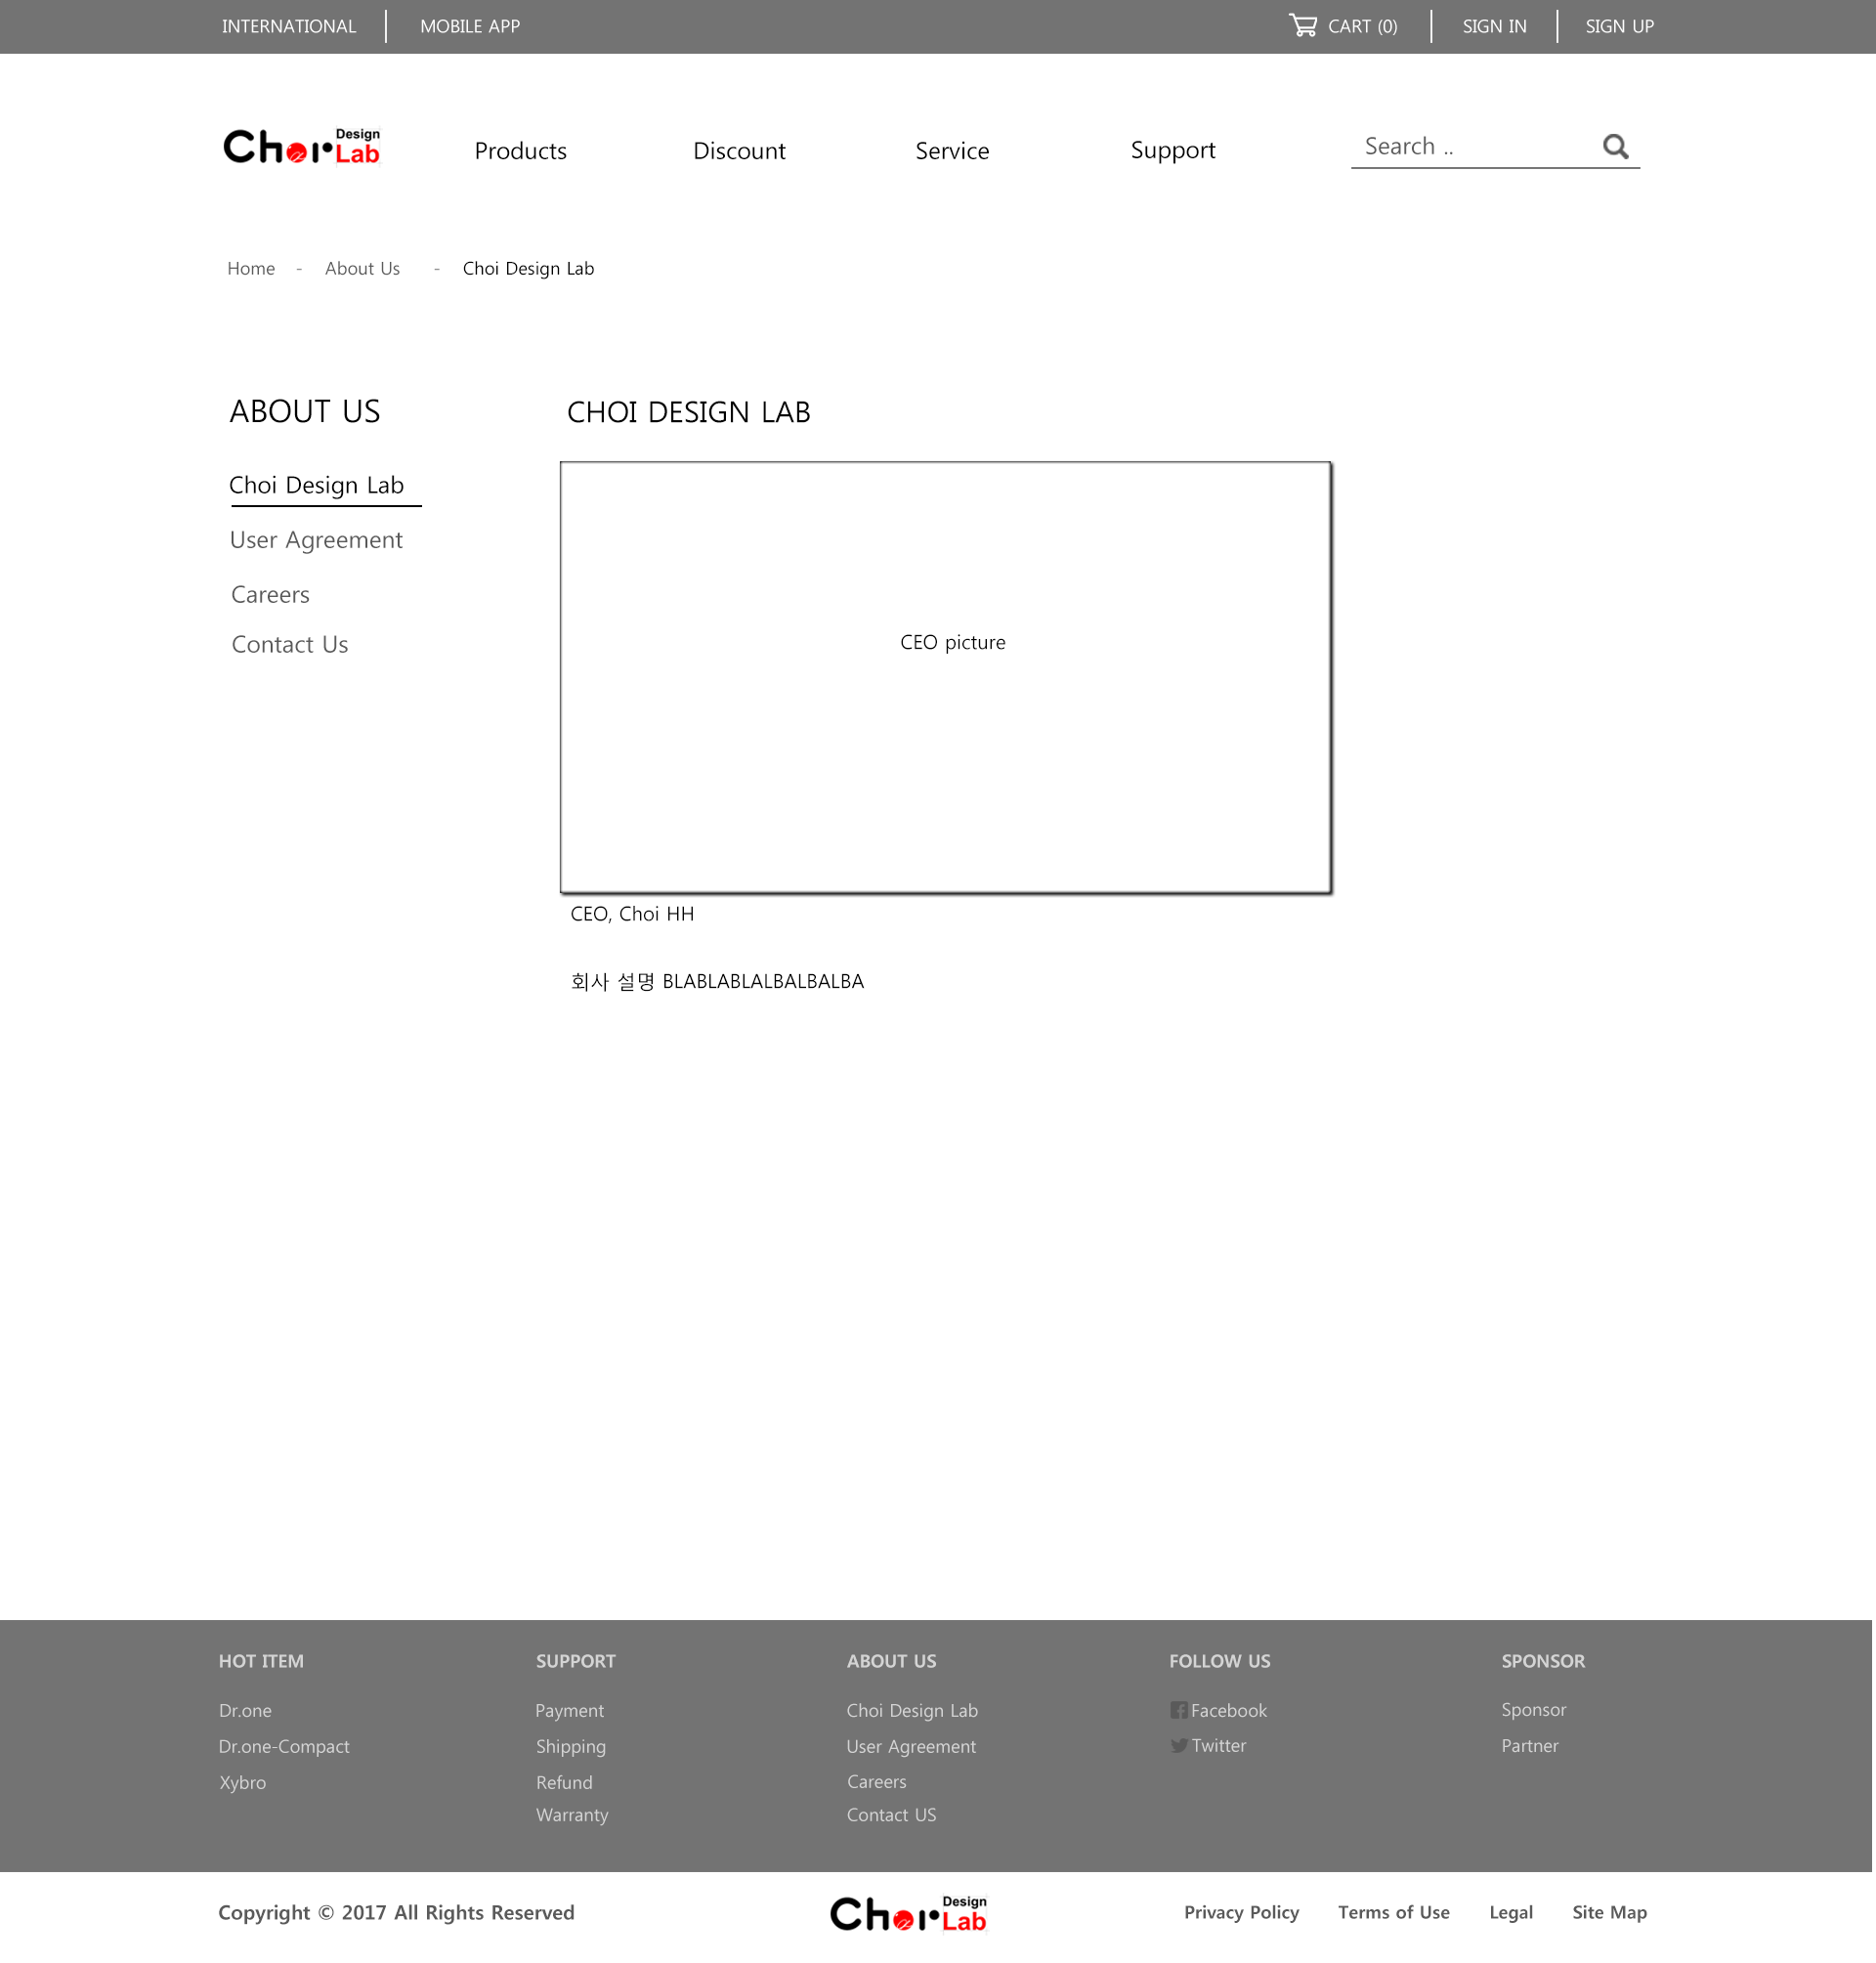 INTERNATIONAL MOBILE APP CART (0) SIGN IN SIGN UP
Choi Design Lab
Products Discount Service Support Search ..
Home - About Us - Choi Design Lab
ABOUT US
Choi Design Lab
User Agreement
Careers
Contact Us
CHOI DESIGN LAB
CEO picture
CEO, Choi HH
회사 설명 BLABLABLALBALBALBA
HOT ITEM
Dr.one
Dr.one-Compact
Xybro
SUPPORT
Payment
Shipping
Refund
Warranty
ABOUT US
Choi Design Lab
User Agreement
Careers
Contact US
FOLLOW US
Facebook
Twitter
SPONSOR
Sponsor
Partner
Copyright © 2017 All Rights Reserved
Choi Design Lab
Privacy Policy Terms of Use Legal Site Map